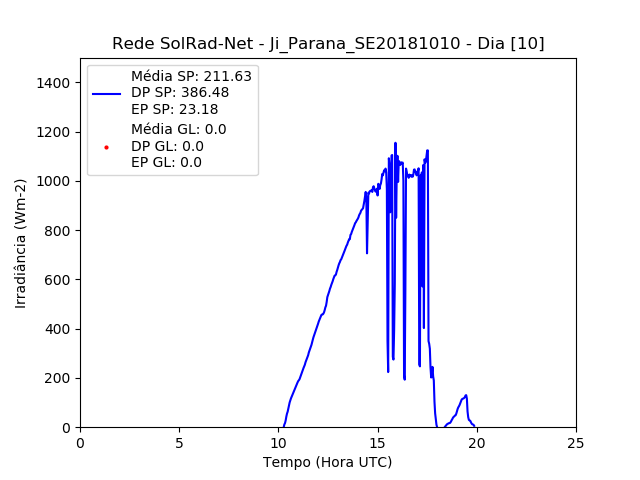 Rede SolRad-Net - Ji_Parana_SE20181010 - Dia [10]
Média SP: 211.63
DP SP: 386.48
EP SP: 23.18
Média GL: 0.0
DP GL: 0.0
EP GL: 0.0
1400
1200
1000
800
600
400
200
0
Irradiância (Wm-2)
0 5 10 15 20 25
Tempo (Hora UTC)